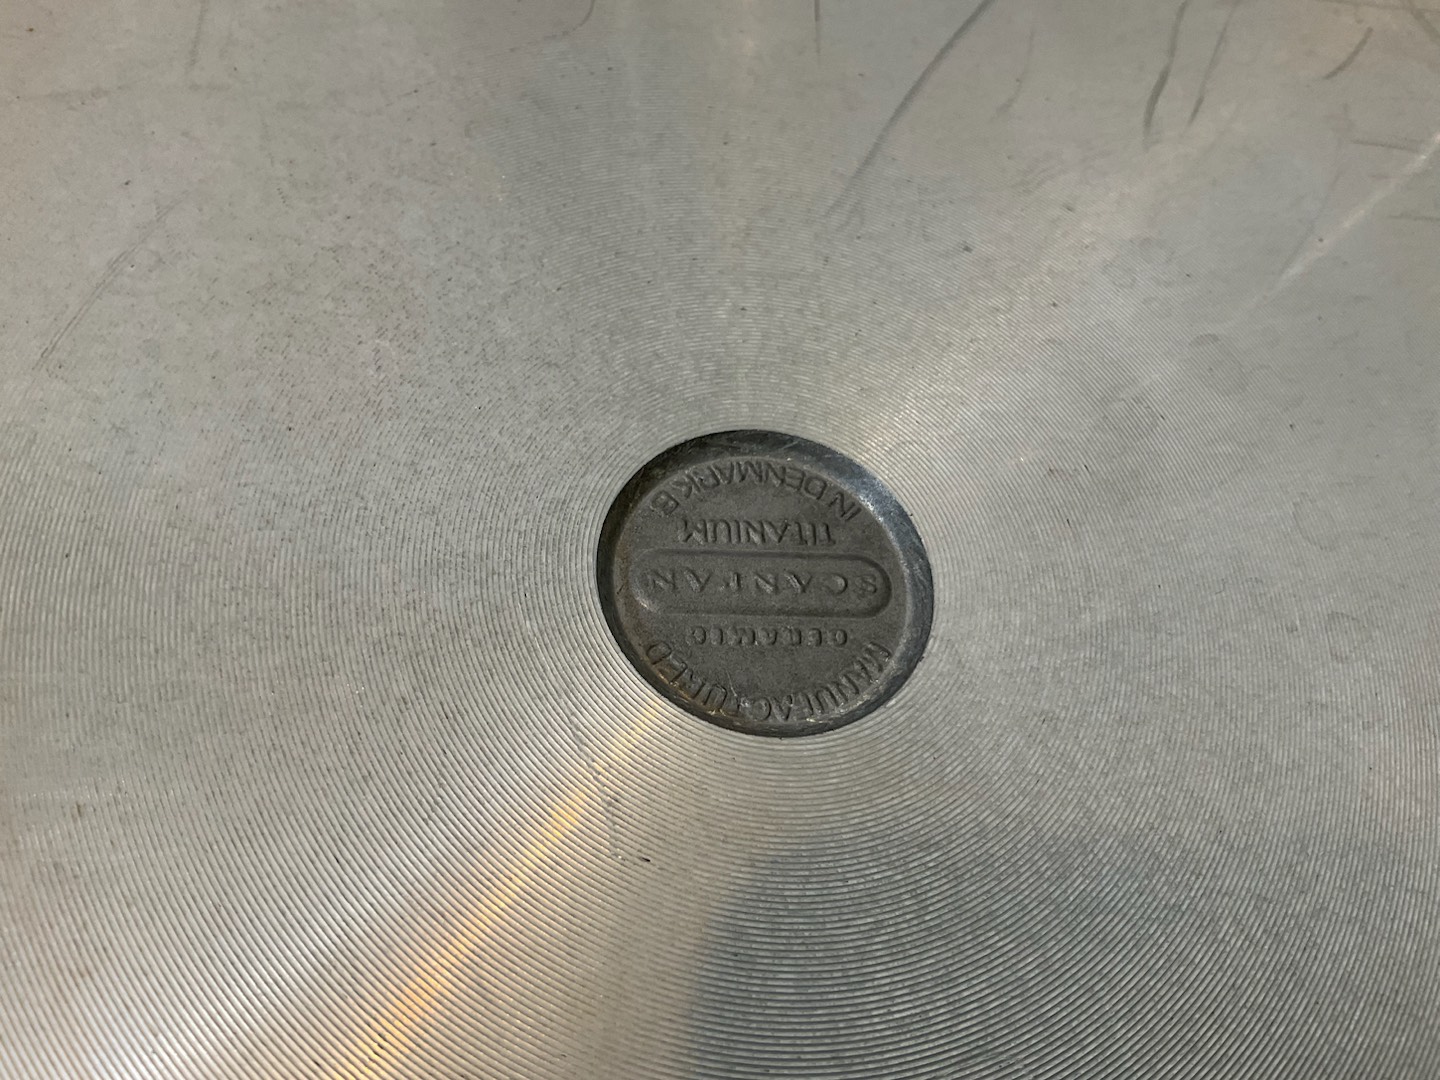 MANUFACTURED
CERAMIC
SCANPAN
TITANIUM
IN DENMARK B